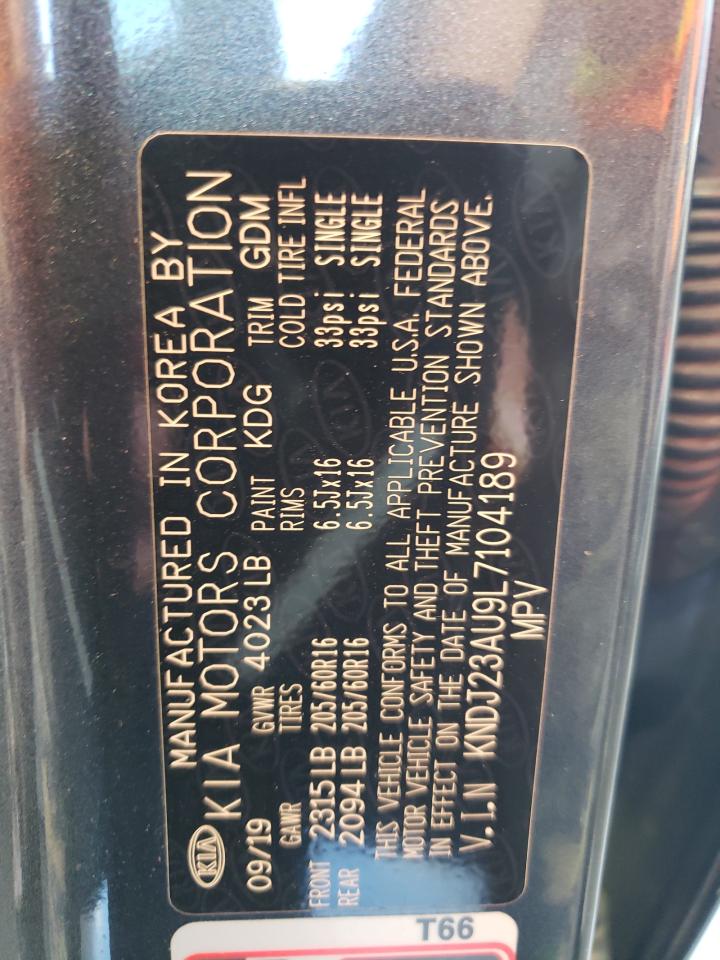 MANUFACTURED IN KOREA BY
KIA KIA MOTORS CORPORATION
09/19 GVWR 4023 LB PAINT KDG TRIM GDM
GAWR TIRES RIMS COLD TIRE INFL
FRONT 2315 LB 205/60R16 6.5Jx16 33psi SINGLE
REAR 2094 LB 205/60R16 6.5Jx16 33psi SINGLE
THIS VEHICLE CONFORMS TO ALL APPLICABLE U.S.A. FEDERAL
MOTOR VEHICLE SAFETY AND THEFT PREVENTION STANDARDS
IN EFFECT ON THE DATE OF MANUFACTURE SHOWN ABOVE.
V.I.N KNDJ23AU9L7104189
MPV
T66